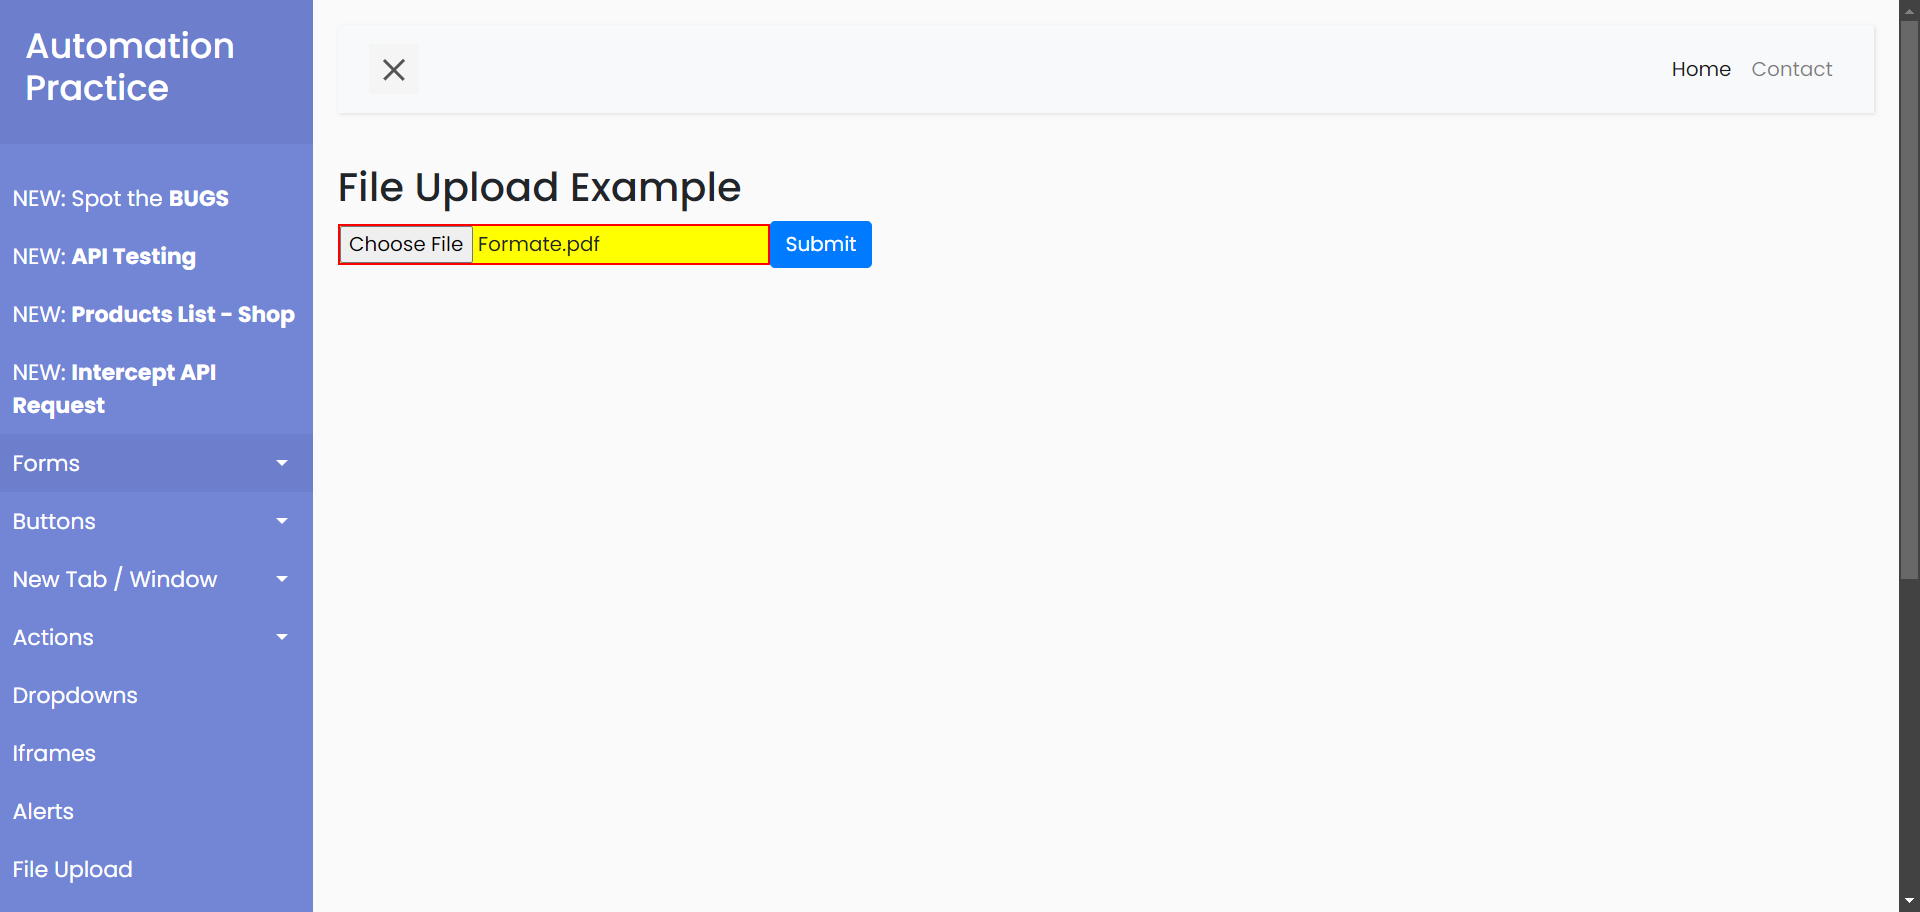 Automation
Practice
Home Contact
NEW: Spot the BUGS
NEW: API Testing
NEW: Products List - Shop
NEW: Intercept API
Request
Forms
Buttons
New Tab / Window
Actions
Dropdowns
Iframes
Alerts
File Upload
File Upload Example
Choose File Formate.pdf Submit